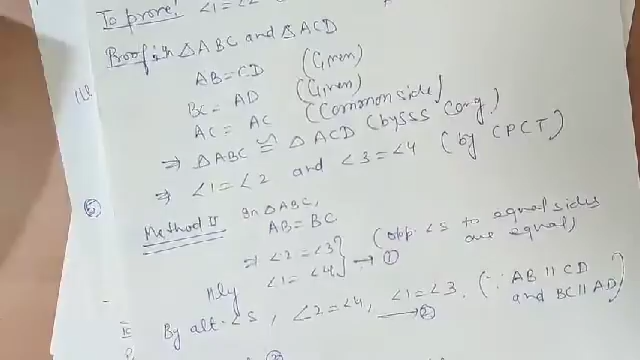 To prove: ∠1=∠2
Proof:- In △ABC and △ACD
AB=CD (Given)
BC = AD (Given)
AC = AC (Common side)
⇒ △ABC ≅ △ACD (by SSS Cong)
⇒ ∠1=∠2 and ∠3=∠4 (by CPCT)
Method II In △ABC,
AB=BC
⇒ ∠2=∠3 (opp. ∠s to equal sides are equal)
lly ∠1=∠4 → ①
By alt. ∠s, ∠2=∠4, ∠1=∠3. (∵ AB ∥ CD
→ ② and BC ∥ AD)